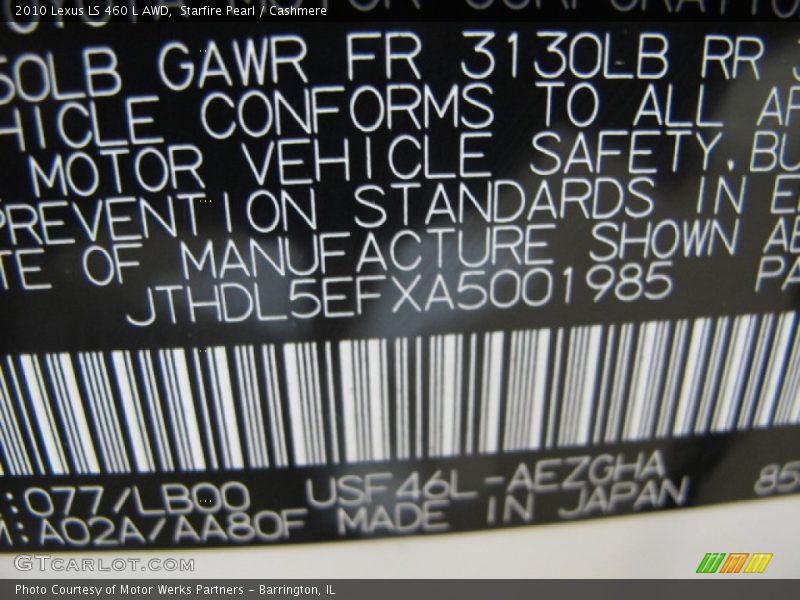 2010 Lexus LS 460 L AWD, Starfire Pearl / Cashmere
50LB GAWR FR 3130LB RR
HICLE CONFORMS TO ALL AP
MOTOR VEHICLE SAFETY, BU
PREVENTION STANDARDS IN E
TE OF MANUFACTURE SHOWN AB
JTHDL5EFXA5001985 PA
:077/LB00 USF46L-AEZGHA 85
:A02A/AA80F MADE IN JAPAN
GTCARLOT.COM
Photo Courtesy of Motor Werks Partners - Barrington, IL